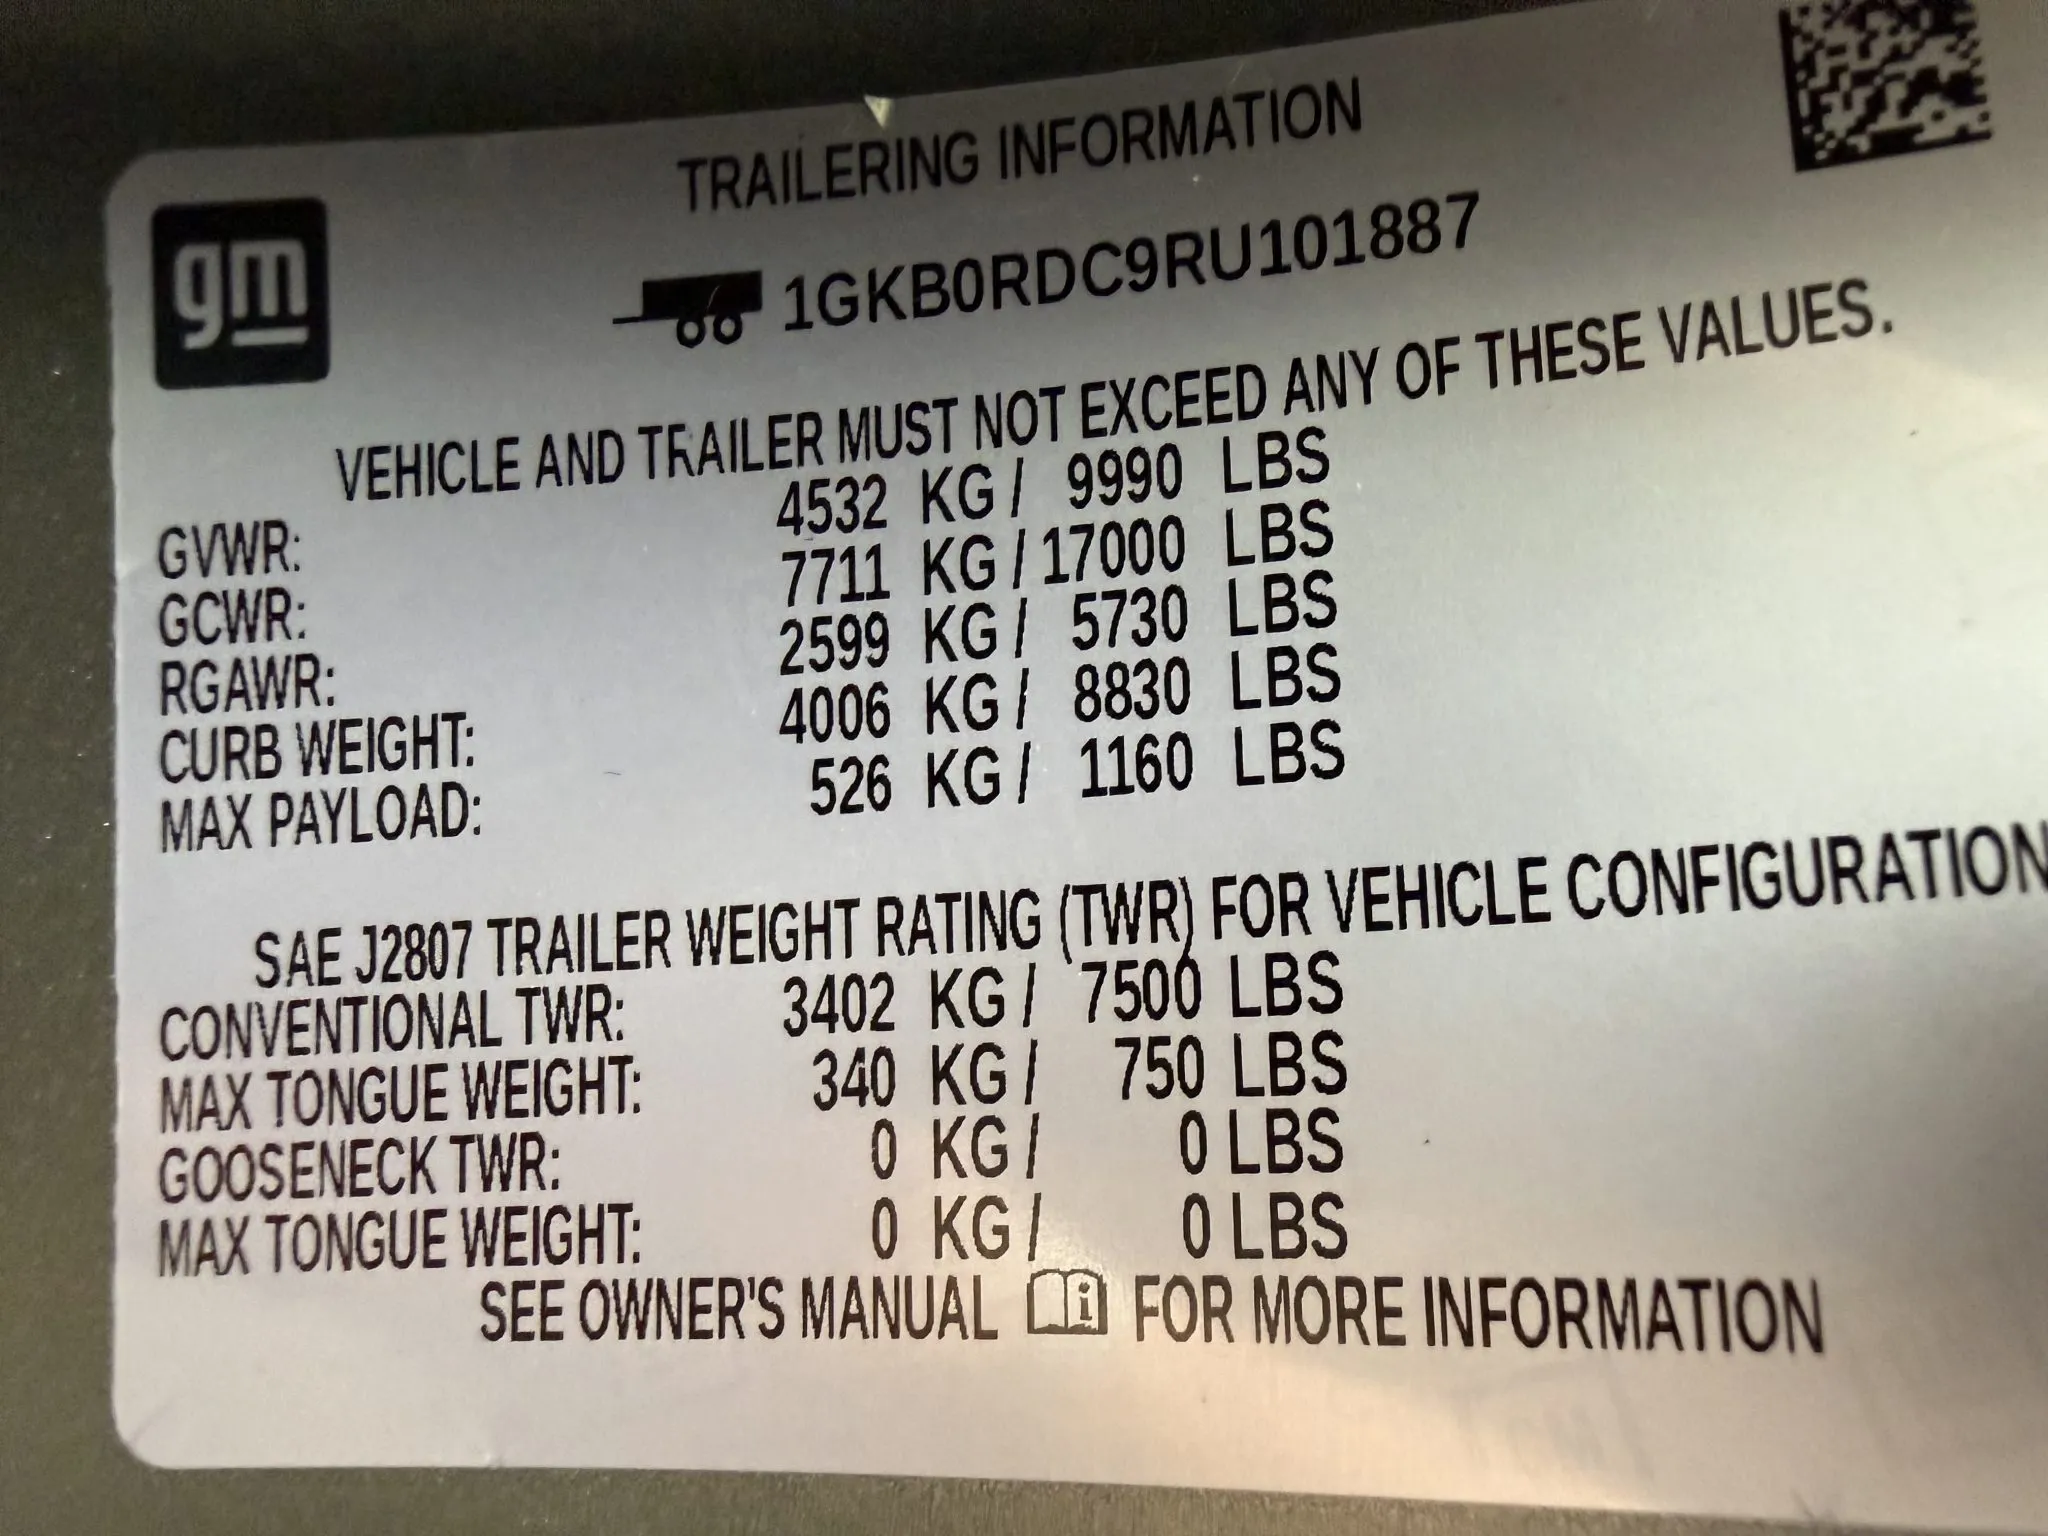 TRAILERING INFORMATION
gm
1GKB0RDC9RU101887
VEHICLE AND TRAILER MUST NOT EXCEED ANY OF THESE VALUES.
GVWR: 4532 KG / 9990 LBS
GCWR: 7711 KG / 17000 LBS
RGAWR: 2599 KG / 5730 LBS
CURB WEIGHT: 4006 KG / 8830 LBS
MAX PAYLOAD: 526 KG / 1160 LBS
SAE J2807 TRAILER WEIGHT RATING (TWR) FOR VEHICLE CONFIGURATION
CONVENTIONAL TWR: 3402 KG / 7500 LBS
MAX TONGUE WEIGHT: 340 KG / 750 LBS
GOOSENECK TWR: 0 KG / 0 LBS
MAX TONGUE WEIGHT: 0 KG / 0 LBS
SEE OWNER'S MANUAL i FOR MORE INFORMATION